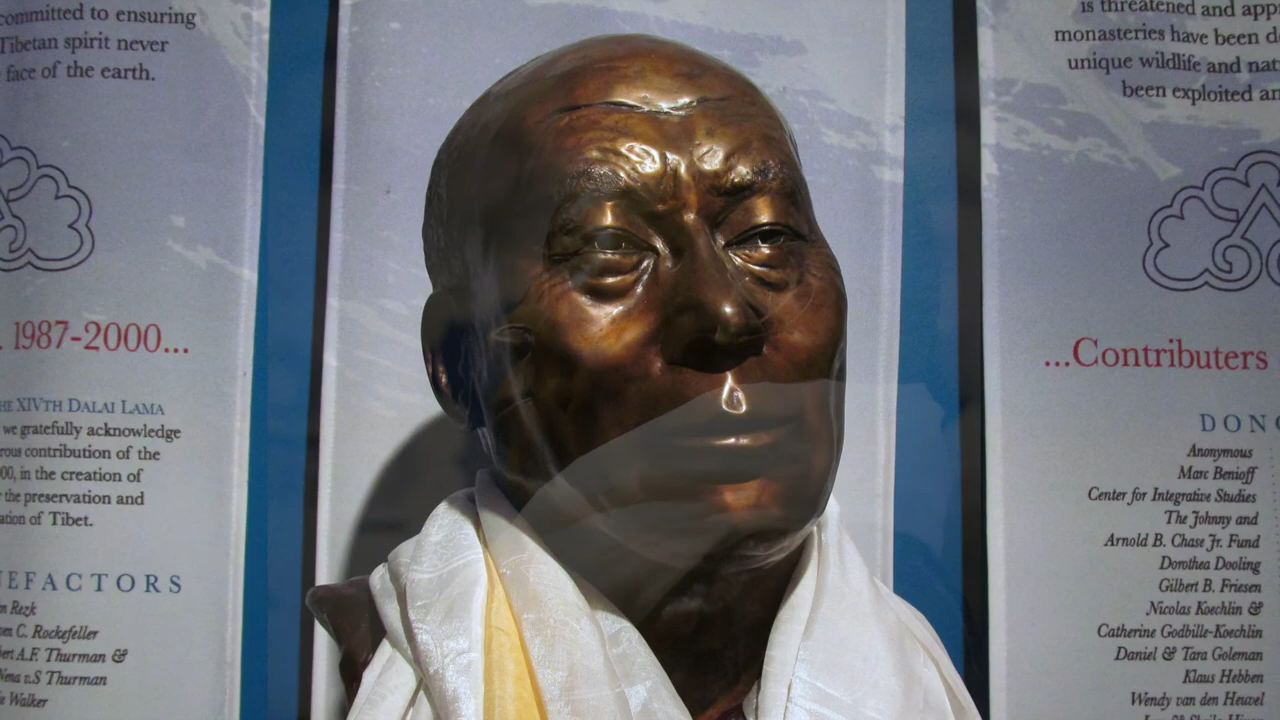 committed to ensuring
Tibetan spirit never
face of the earth.
. 1987-2000...
HE XIVTH DALAI LAMA
we gratefully acknowledge
rous contribution of the
00, in the creation of
the preservation and
ation of Tibet.
EFACTORS
Rezk
C. Rockefeller
A.F. Thurman &
Nena v.S Thurman
Walker
is threatened and app
monasteries have been d
unique wildlife and nat
been exploited an
...Contributers
DON
Anonymous
Marc Benioff
Center for Integrative Studies
The Johnny and
Arnold B. Chase Jr. Fund
Dorothea Dooling
Gilbert B. Friesen
Nicolas Koechlin &
Catherine Godbille-Koechlin
Daniel & Tara Goleman
Klaus Hebben
Wendy van den Heuvel